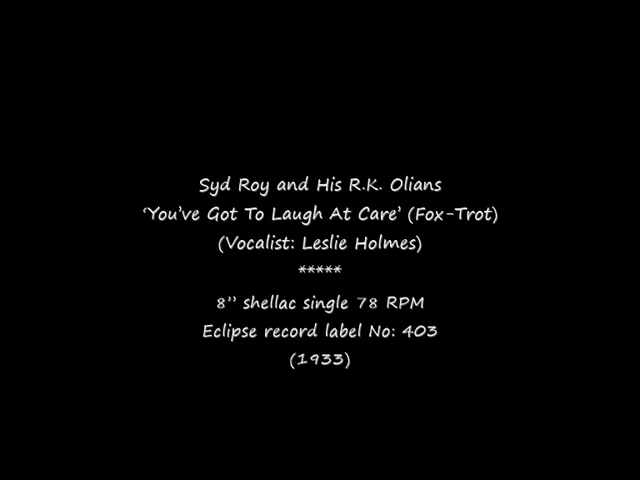 Syd Roy and His R.K. Olians
‘You’ve Got To Laugh At Care’ (Fox-Trot)
(Vocalist: Leslie Holmes)
*****
8” shellac single 78 RPM
Eclipse record label No: 403
(1933)